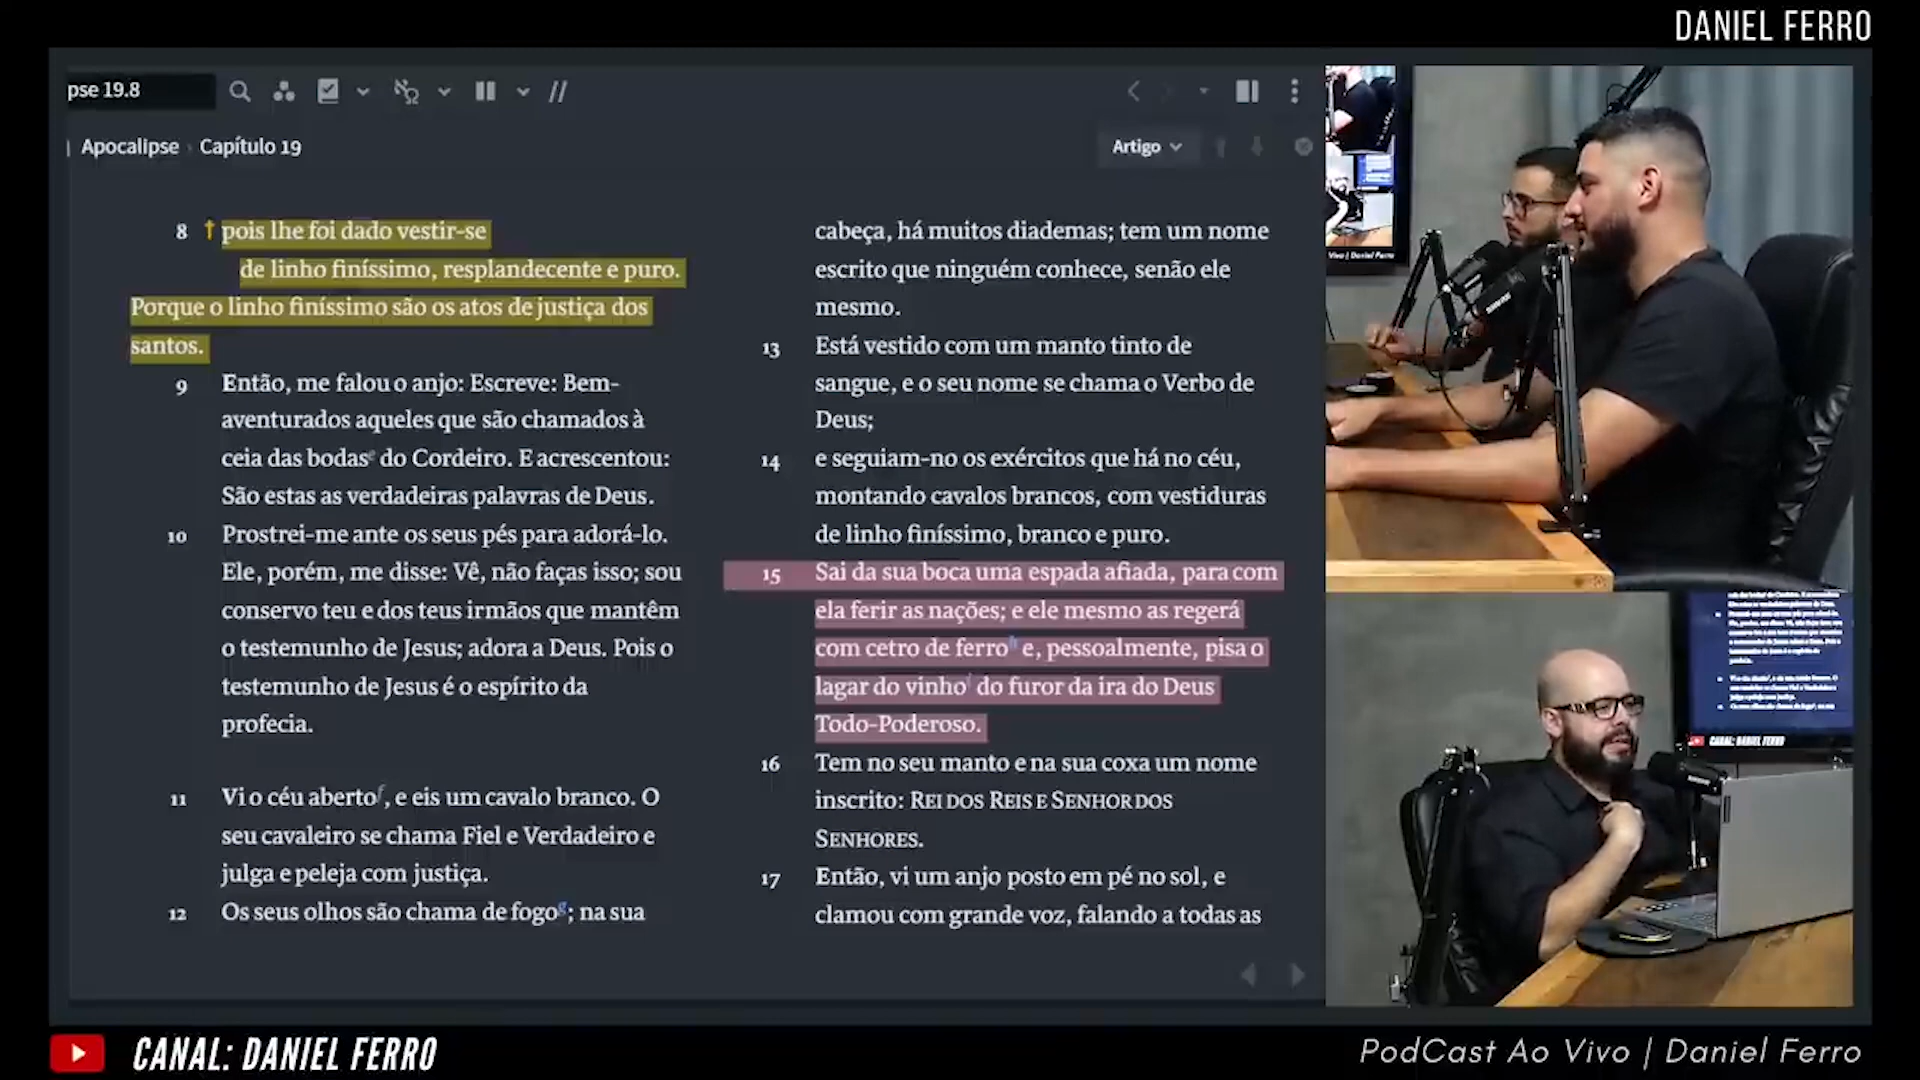 DANIEL FERRO
pse 19.8
Apocalipse › Capítulo 19
Artigo
8 † pois lhe foi dado vestir-se
de linho finíssimo, resplandecente e puro.
Porque o linho finíssimo são os atos de justiça dos
santos.
9 Então, me falou o anjo: Escreve: Bem-
aventurados aqueles que são chamados à
ceia das bodasᵉ do Cordeiro. E acrescentou:
São estas as verdadeiras palavras de Deus.
10 Prostrei-me ante os seus pés para adorá-lo.
Ele, porém, me disse: Vê, não faças isso; sou
conservo teu e dos teus irmãos que mantêm
o testemunho de Jesus; adora a Deus. Pois o
testemunho de Jesus é o espírito da
profecia.
11 Vi o céu abertoᶠ, e eis um cavalo branco. O
seu cavaleiro se chama Fiel e Verdadeiro e
julga e peleja com justiça.
12 Os seus olhos são chama de fogoᵍ; na sua
cabeça, há muitos diademas; tem um nome
escrito que ninguém conhece, senão ele
mesmo.
13 Está vestido com um manto tinto de
sangue, e o seu nome se chama o Verbo de
Deus;
14 e seguiam-no os exércitos que há no céu,
montando cavalos brancos, com vestiduras
de linho finíssimo, branco e puro.
15 Sai da sua boca uma espada afiada, para com
ela ferir as nações; e ele mesmo as regerá
com cetro de ferroʰ e, pessoalmente, pisa o
lagar do vinhoⁱ do furor da ira do Deus
Todo-Poderoso.
16 Tem no seu manto e na sua coxa um nome
inscrito: REI DOS REIS E SENHOR DOS
SENHORES.
17 Então, vi um anjo posto em pé no sol, e
clamou com grande voz, falando a todas as
Vivo | Daniel Ferro
CANAL: DANIEL FERRO
CANAL: DANIEL FERRO
PodCast Ao Vivo | Daniel Ferro